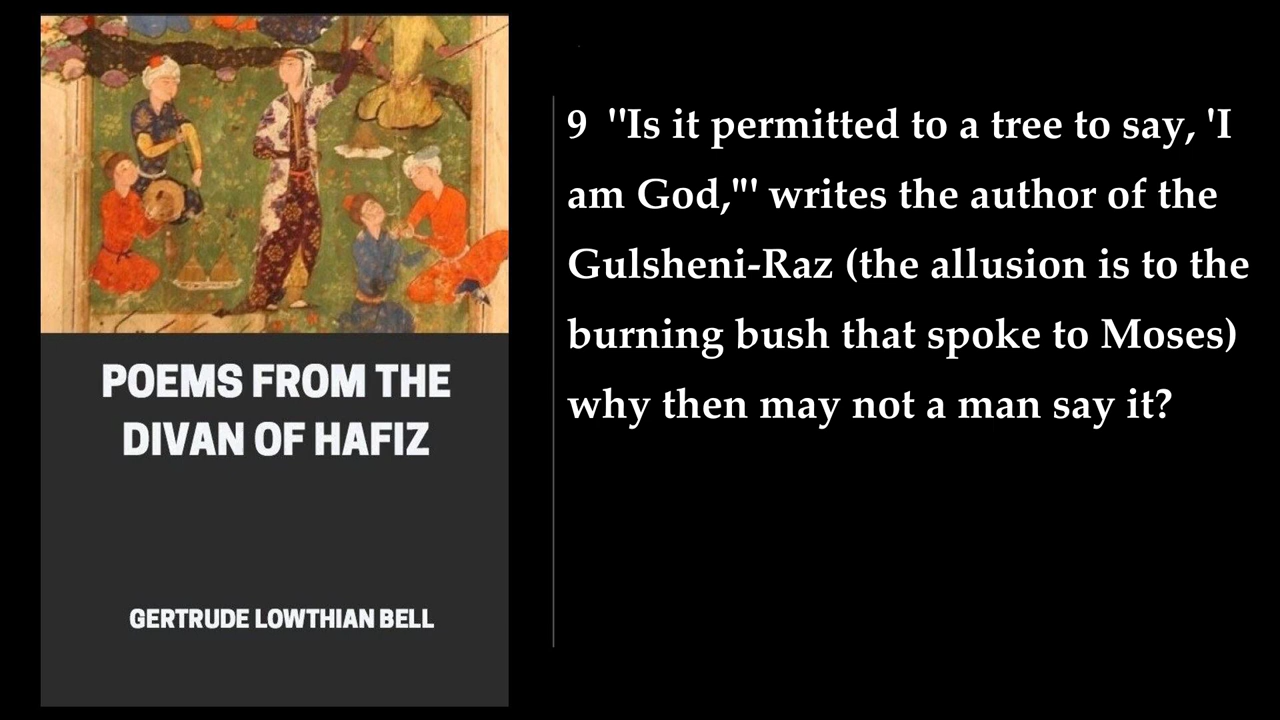 POEMS FROM THE
DIVAN OF HAFIZ
GERTRUDE LOWTHIAN BELL
9 "Is it permitted to a tree to say, 'I
am God,"' writes the author of the
Gulsheni-Raz (the allusion is to the
burning bush that spoke to Moses)
why then may not a man say it?